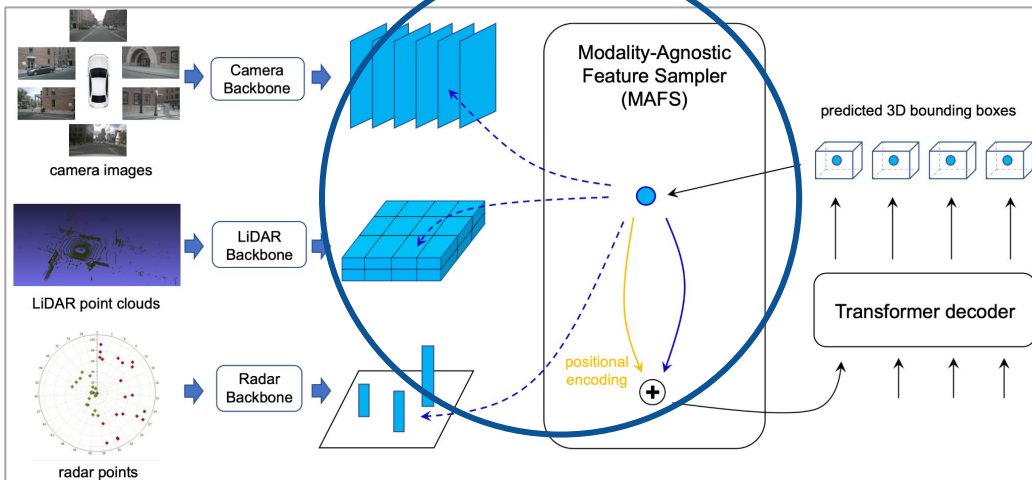 camera images
Camera
Backbone
Modality-Agnostic
Feature Sampler
(MAFS)
predicted 3D bounding boxes
LiDAR point clouds
LiDAR
Backbone
Transformer decoder
positional
encoding
radar points
Radar
Backbone